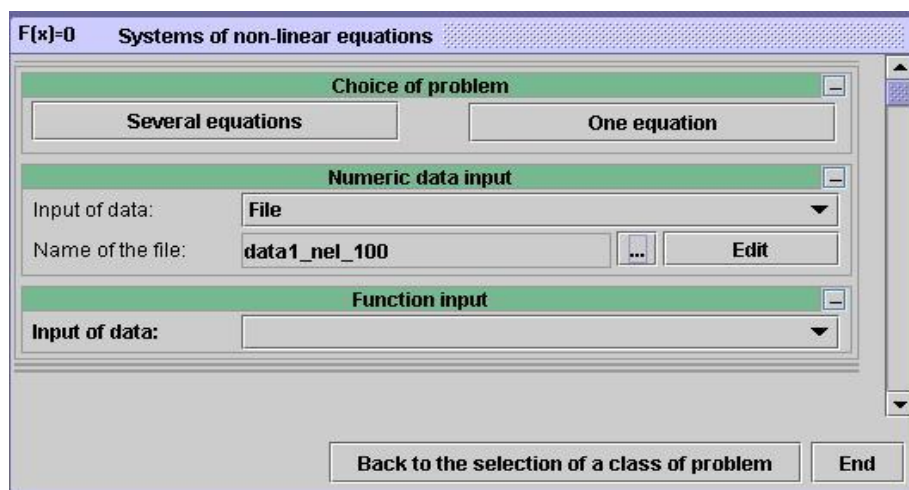 F(x)=0 Systems of non-linear equations
Choice of problem
Several equations One equation
Numeric data input
Input of data: File
Name of the file: data1_nel_100 ... Edit
Function input
Input of data:
Back to the selection of a class of problem End